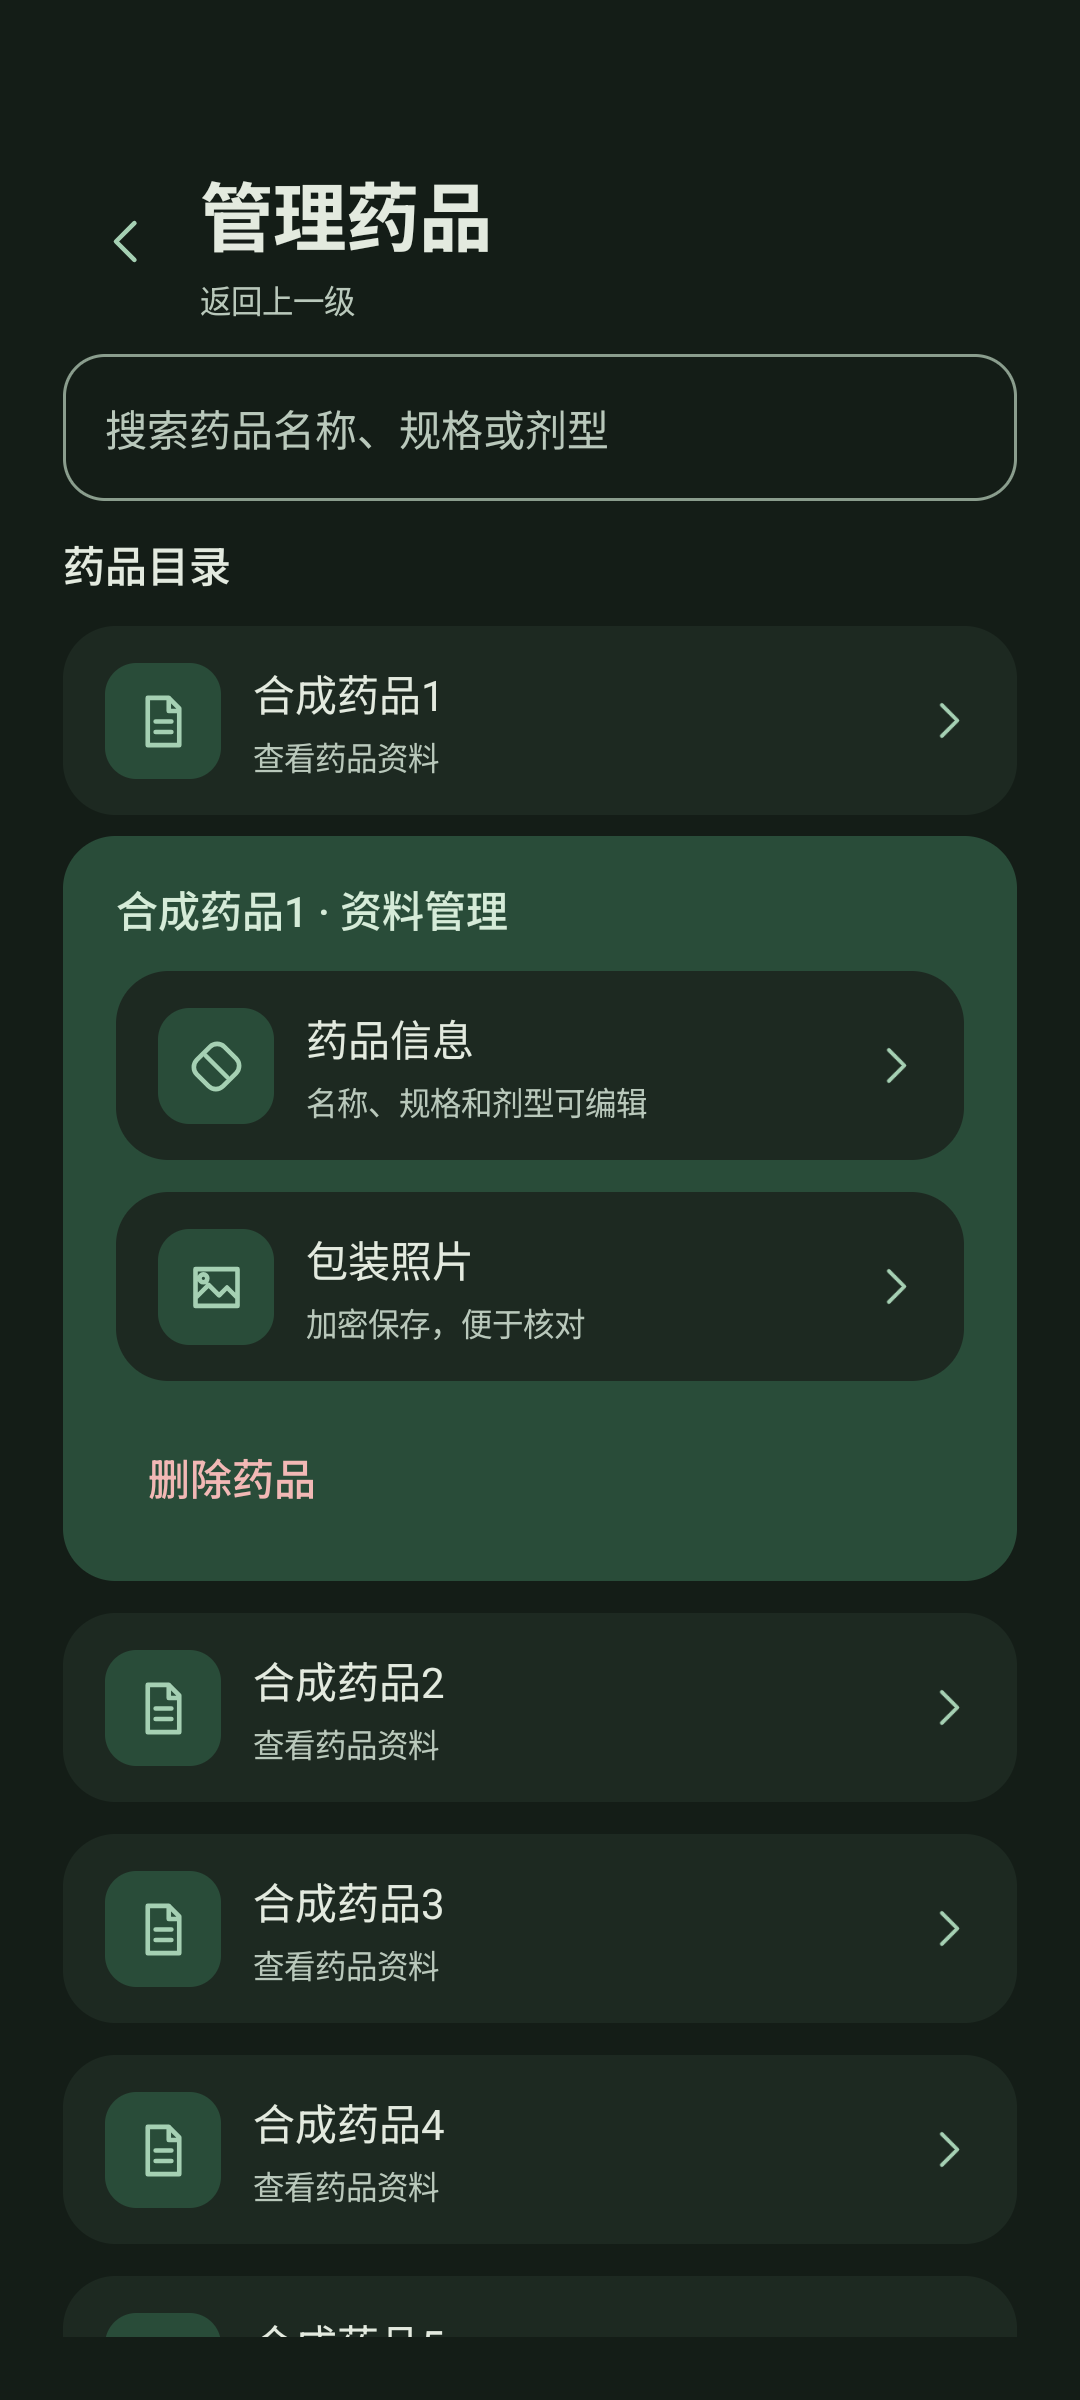 管理药品
返回上一级
搜索药品名称、规格或剂型
药品目录
合成药品1
查看药品资料
合成药品1 · 资料管理
药品信息
名称、规格和剂型可编辑
包装照片
加密保存，便于核对
删除药品
合成药品2
查看药品资料
合成药品3
查看药品资料
合成药品4
查看药品资料
合成药品5